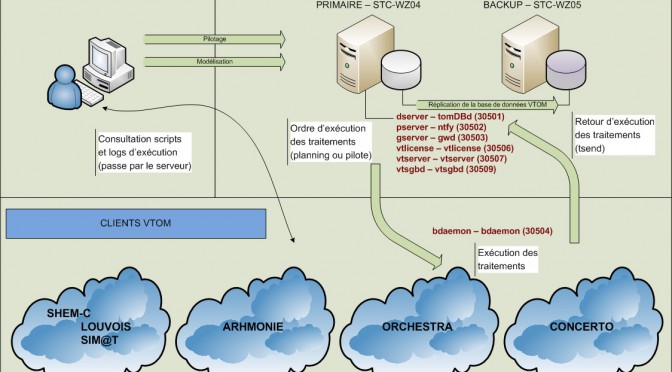 PRIMAIRE – STC-WZ04
BACKUP – STC-WZ05
Pilotage
Modélisation
Réplication de la base de données VTOM
dserver – tomDBd (30501)
pserver – ntfy (30502)
gserver – gwd (30503)
vtlicense – vtlicense (30506)
vtserver – vtserver (30507)
vtsgbd – vtsgbd (30509)
Consultation scripts
et logs d'exécution
(passe par le serveur)
Ordre d'exécution
des traitements
(planning ou pilote)
Retour d'exécution
des traitements
(tsend)
CLIENTS VTOM
bdaemon – bdaemon (30504)
Exécution des
traitements
SHEM-C
LOUVOIS
SIM@T
ARHMONIE
ORCHESTRA
CONCERTO